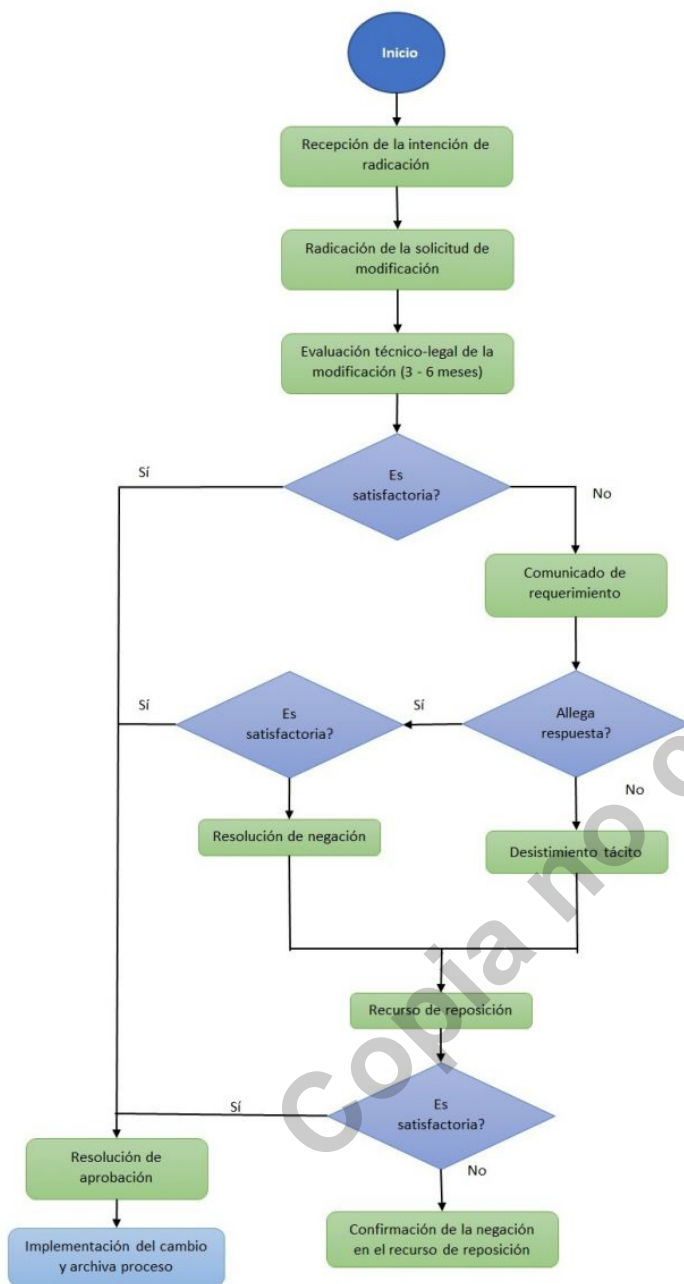 Inicio
Recepción de la intención de
radicación
Radicación de la solicitud de
modificación
Evaluación técnico-legal de la
modificación (3 - 6 meses)
Es
satisfactoria?
Sí
No
Comunicado de
requerimiento
Allega
respuesta?
Sí
Es
satisfactoria?
Sí
No
Resolución de negación
Desistimiento tácito
Recurso de reposición
Es
satisfactoria?
Sí
No
Resolución de
aprobación
Confirmación de la negación
en el recurso de reposición
Implementación del cambio
y archiva proceso
Copia no